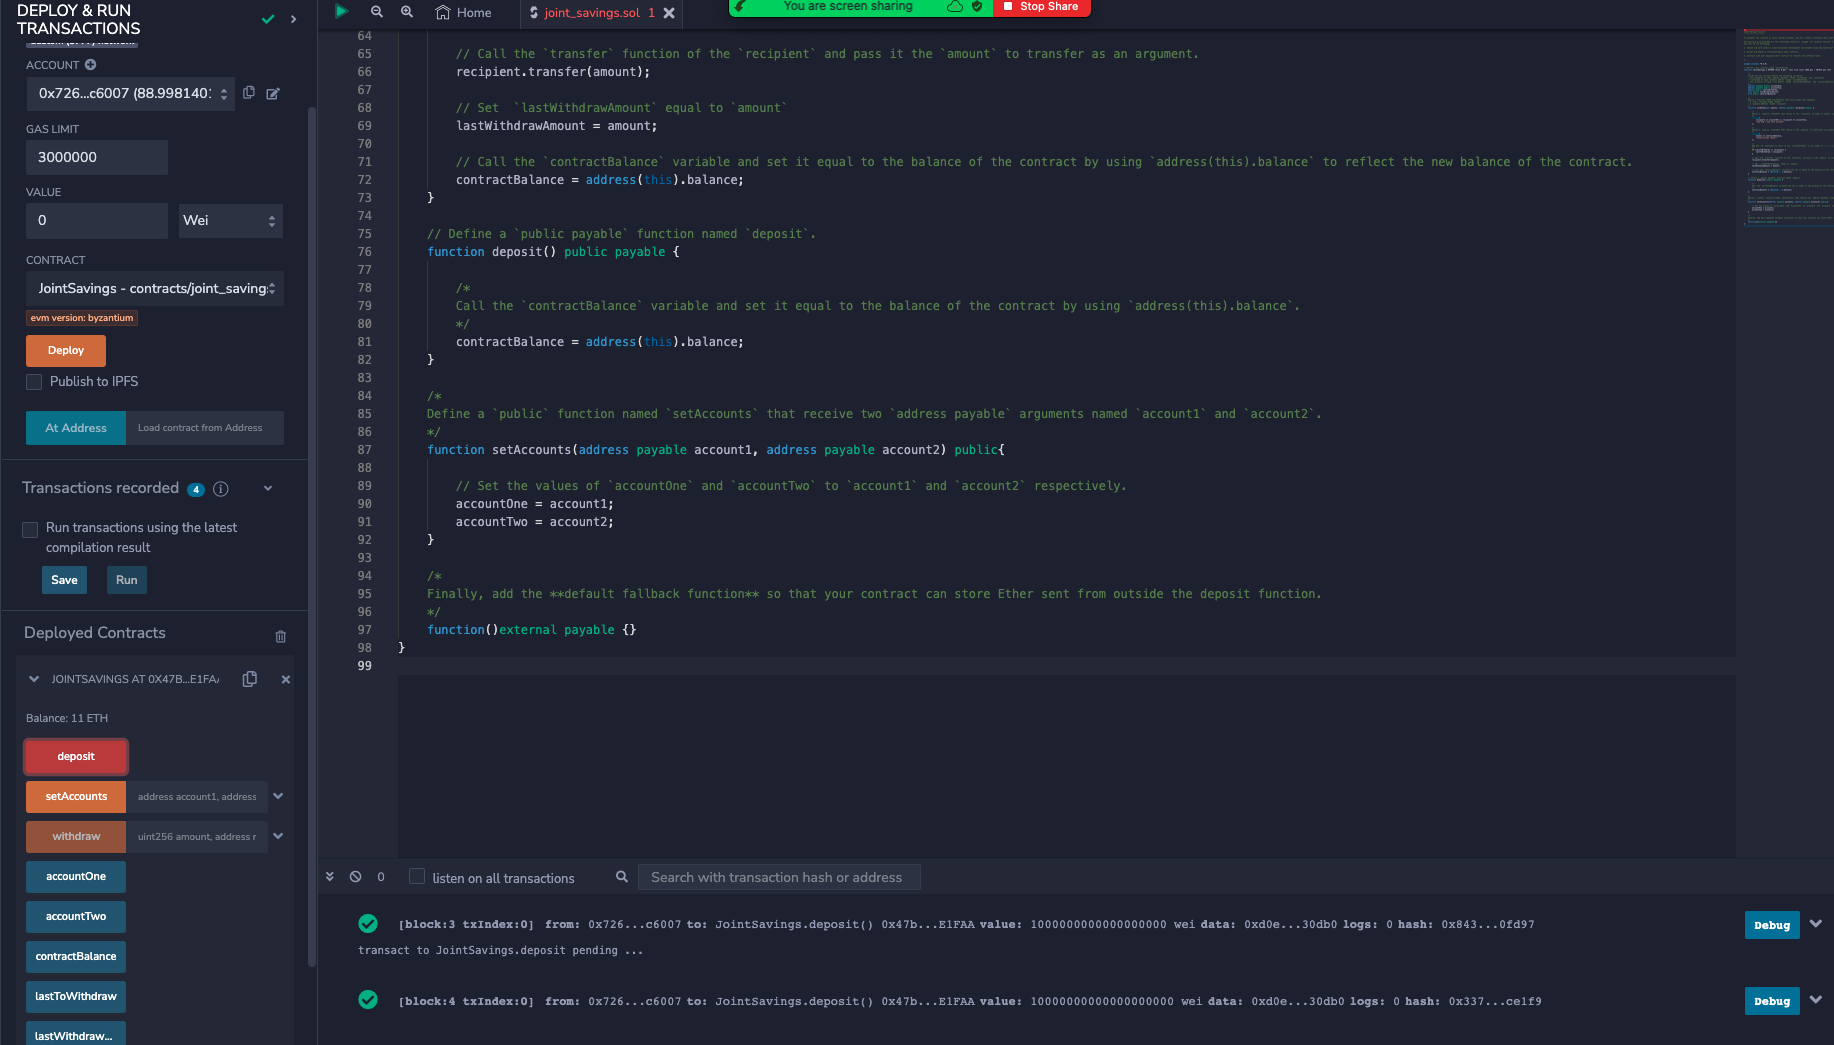 DEPLOY & RUN
TRANSACTIONS
ACCOUNT
0x726...c6007 (88.9981401
GAS LIMIT
3000000
VALUE
0
Wei
CONTRACT
JointSavings - contracts/joint_savings
evm version: byzantium
Deploy
Publish to IPFS
At Address
Load contract from Address
Transactions recorded 4 i
Run transactions using the latest
compilation result
Save
Run
Deployed Contracts
JOINTSAVINGS AT 0X47B...E1FAA
Balance: 11 ETH
deposit
setAccounts
address account1, address
withdraw
uint256 amount, address r
accountOne
accountTwo
contractBalance
lastToWithdraw
lastWithdraw...
Home
joint_savings.sol 1
You are screen sharing
Stop Share
64
65 // Call the `transfer` function of the `recipient` and pass it the `amount` to transfer as an argument.
66 recipient.transfer(amount);
67
68 // Set  `lastWithdrawAmount` equal to `amount`
69 lastWithdrawAmount = amount;
70
71 // Call the `contractBalance` variable and set it equal to the balance of the contract by using `address(this).balance` to reflect the new balance of the contract.
72 contractBalance = address(this).balance;
73 }
74
75 // Define a `public payable` function named `deposit`.
76 function deposit() public payable {
77
78 /*
79 Call the `contractBalance` variable and set it equal to the balance of the contract by using `address(this).balance`.
80 */
81 contractBalance = address(this).balance;
82 }
83
84 /*
85 Define a `public` function named `setAccounts` that receive two `address payable` arguments named `account1` and `account2`.
86 */
87 function setAccounts(address payable account1, address payable account2) public{
88
89 // Set the values of `accountOne` and `accountTwo` to `account1` and `account2` respectively.
90 accountOne = account1;
91 accountTwo = account2;
92 }
93
94 /*
95 Finally, add the **default fallback function** so that your contract can store Ether sent from outside the deposit function.
96 */
97 function()external payable {}
98 }
99
0
listen on all transactions
Search with transaction hash or address
[block:3 txIndex:0] from: 0x726...c6007 to: JointSavings.deposit() 0x47b...E1FAA value: 1000000000000000000 wei data: 0xd0e...30db0 logs: 0 hash: 0x843...0fd97
Debug
transact to JointSavings.deposit pending ...
[block:4 txIndex:0] from: 0x726...c6007 to: JointSavings.deposit() 0x47b...E1FAA value: 10000000000000000000 wei data: 0xd0e...30db0 logs: 0 hash: 0x337...ce1f9
Debug